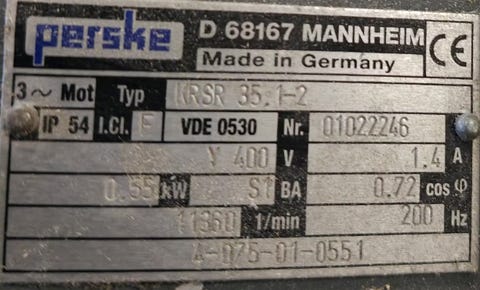 perske D 68167 MANNHEIM CE
Made in Germany
3~ Mot Typ KRSR 35.1-2
IP 54 I.Cl. F VDE 0530 Nr. 01022246
Y 400 V 1.4 A
0.55 kW S1 BA 0.72 cos φ
11360 1/min 200 Hz
A-075-01-0551